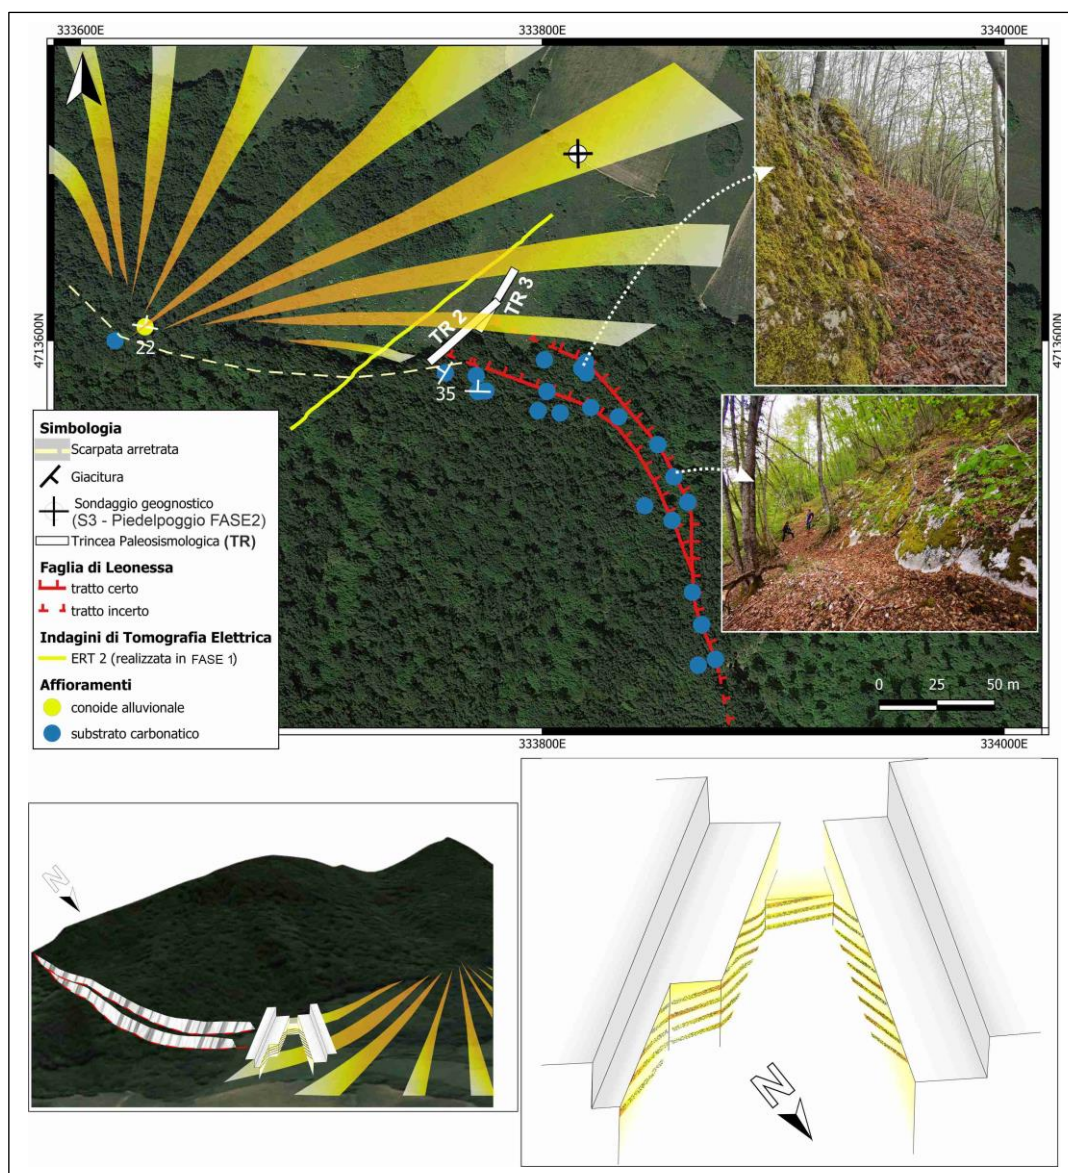 333600E
333800E
334000E
4713600N
4713600N
22
TR 2
TR 3
35
Simbologia
Scarpata arretrata
Giacitura
Sondaggio geognostico
(S3 - Piedelpoggio FASE2)
Trincea Paleosismologica (TR)
Faglia di Leonessa
tratto certo
tratto incerto
Indagini di Tomografia Elettrica
ERT 2 (realizzata in FASE 1)
Affioramenti
conoide alluvionale
substrato carbonatico
0 25 50 m
333800E
334000E
N
N